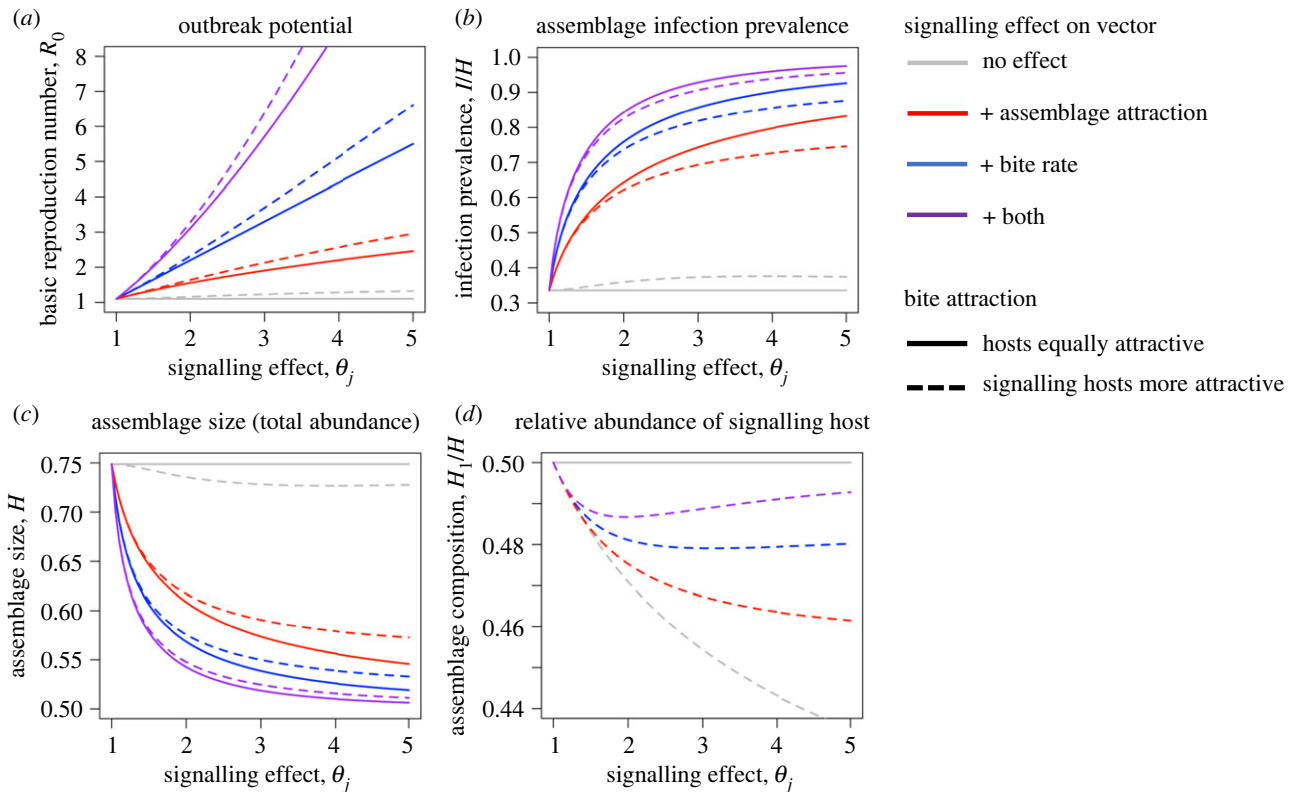 (a) outbreak potential
basic reproduction number, R0
8
7
6
5
4
3
2
1
1 2 3 4 5
signalling effect, θj
(b) assemblage infection prevalence
infection prevalence, I/H
1.0
0.9
0.8
0.7
0.6
0.5
0.4
0.3
1 2 3 4 5
signalling effect, θj
signalling effect on vector
no effect
+ assemblage attraction
+ bite rate
+ both
bite attraction
hosts equally attractive
signalling hosts more attractive
(c) assemblage size (total abundance)
assemblage size, H
0.75
0.70
0.65
0.60
0.55
0.50
1 2 3 4 5
signalling effect, θj
(d) relative abundance of signalling host
assemblage composition, H1/H
0.50
0.48
0.46
0.44
1 2 3 4 5
signalling effect, θj